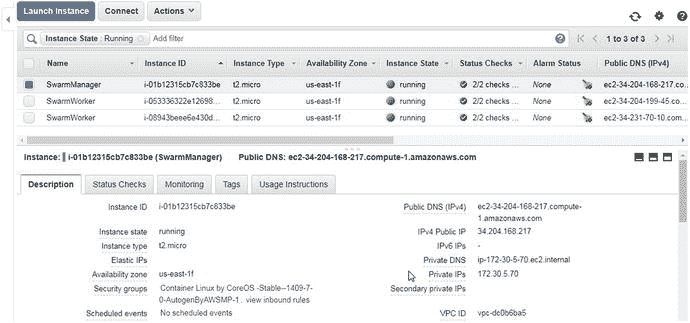 Launch Instance Connect Actions
Instance State : Running Add filter 1 to 3 of 3
Name Instance ID Instance Type Availability Zone Instance State Status Checks Alarm Status Public DNS (IPv4)
SwarmManager i-01b12315cb7c833be t2.micro us-east-1f running 2/2 checks ... None ec2-34-204-168-217.co...
SwarmWorker i-053336322e12698... t2.micro us-east-1f running 2/2 checks ... None ec2-34-204-199-45.co...
SwarmWorker i-08943beee6e430d... t2.micro us-east-1f running 2/2 checks ... None ec2-34-231-70-10.com...
Instance: i-01b12315cb7c833be (SwarmManager) Public DNS: ec2-34-204-168-217.compute-1.amazonaws.com
Description Status Checks Monitoring Tags Usage Instructions
Instance ID i-01b12315cb7c833be Public DNS (IPv4) ec2-34-204-168-217.compute-
1.amazonaws.com
Instance state running IPv4 Public IP 34.204.168.217
Instance type t2.micro IPv6 IPs -
Elastic IPs Private DNS ip-172-30-5-70.ec2.internal
Availability zone us-east-1f Private IPs 172.30.5.70
Security groups Container Linux by CoreOS -Stable--1409-7- Secondary private IPs
0-AutogenByAWSMP-1. view inbound rules
Scheduled events No scheduled events VPC ID vpc-dc0b6ba5